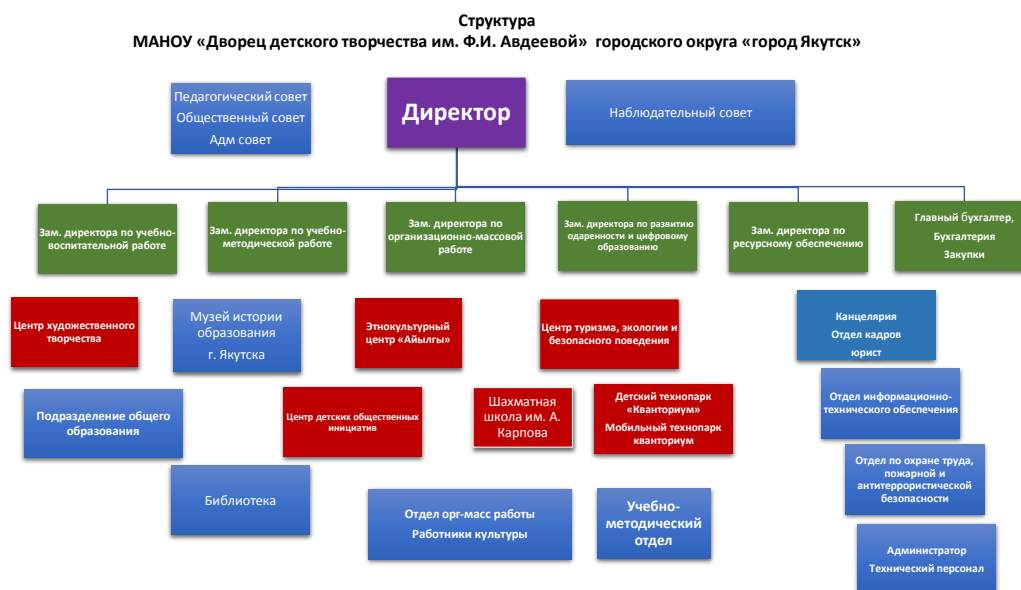 Структура
МАНОУ «Дворец детского творчества им. Ф.И. Авдеевой» городского округа «город Якутск»
Педагогический совет
Общественный совет
Адм совет
Директор
Наблюдательный совет
Зам. директора по учебно-
воспитательной работе
Зам. директора по учебно-
методической работе
Зам. директора по
организационно-массовой
работе
Зам. директора по развитию
одаренности и цифровому
образованию
Зам. директора по
ресурсному обеспечению
Главный бухгалтер,
Бухгалтерия
Закупки
Центр художественного
творчества
Музей истории
образования
г. Якутска
Этнокультурный
центр «Айылгы»
Центр туризма, экологии и
безопасного поведения
Канцелярия
Отдел кадров
юрист
Подразделение общего
образования
Центр детских общественных
инициатив
Шахматная
школа им. А.
Карпова
Детский технопарк
«Кванториум»
Мобильный технопарк
кванториум
Отдел информационно-
технического обеспечения
Библиотека
Отдел орг-масс работы
Работники культуры
Учебно-
методический
отдел
Отдел по охране труда,
пожарной и
антитеррористической
безопасности
Администратор
Технический персонал